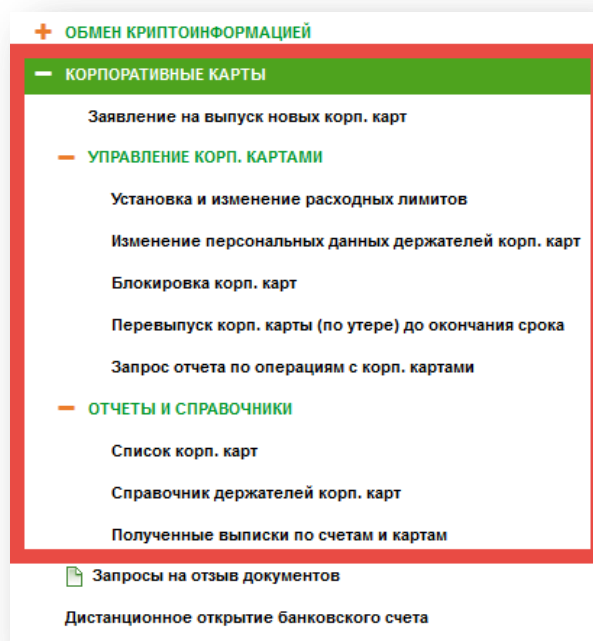 ОБМЕН КРИПТОИНФОРМАЦИЕЙ
КОРПОРАТИВНЫЕ КАРТЫ
Заявление на выпуск новых корп. карт
УПРАВЛЕНИЕ КОРП. КАРТАМИ
Установка и изменение расходных лимитов
Изменение персональных данных держателей корп. карт
Блокировка корп. карт
Перевыпуск корп. карты (по утере) до окончания срока
Запрос отчета по операциям с корп. картами
ОТЧЕТЫ И СПРАВОЧНИКИ
Список корп. карт
Справочник держателей корп. карт
Полученные выписки по счетам и картам
Запросы на отзыв документов
Дистанционное открытие банковского счета